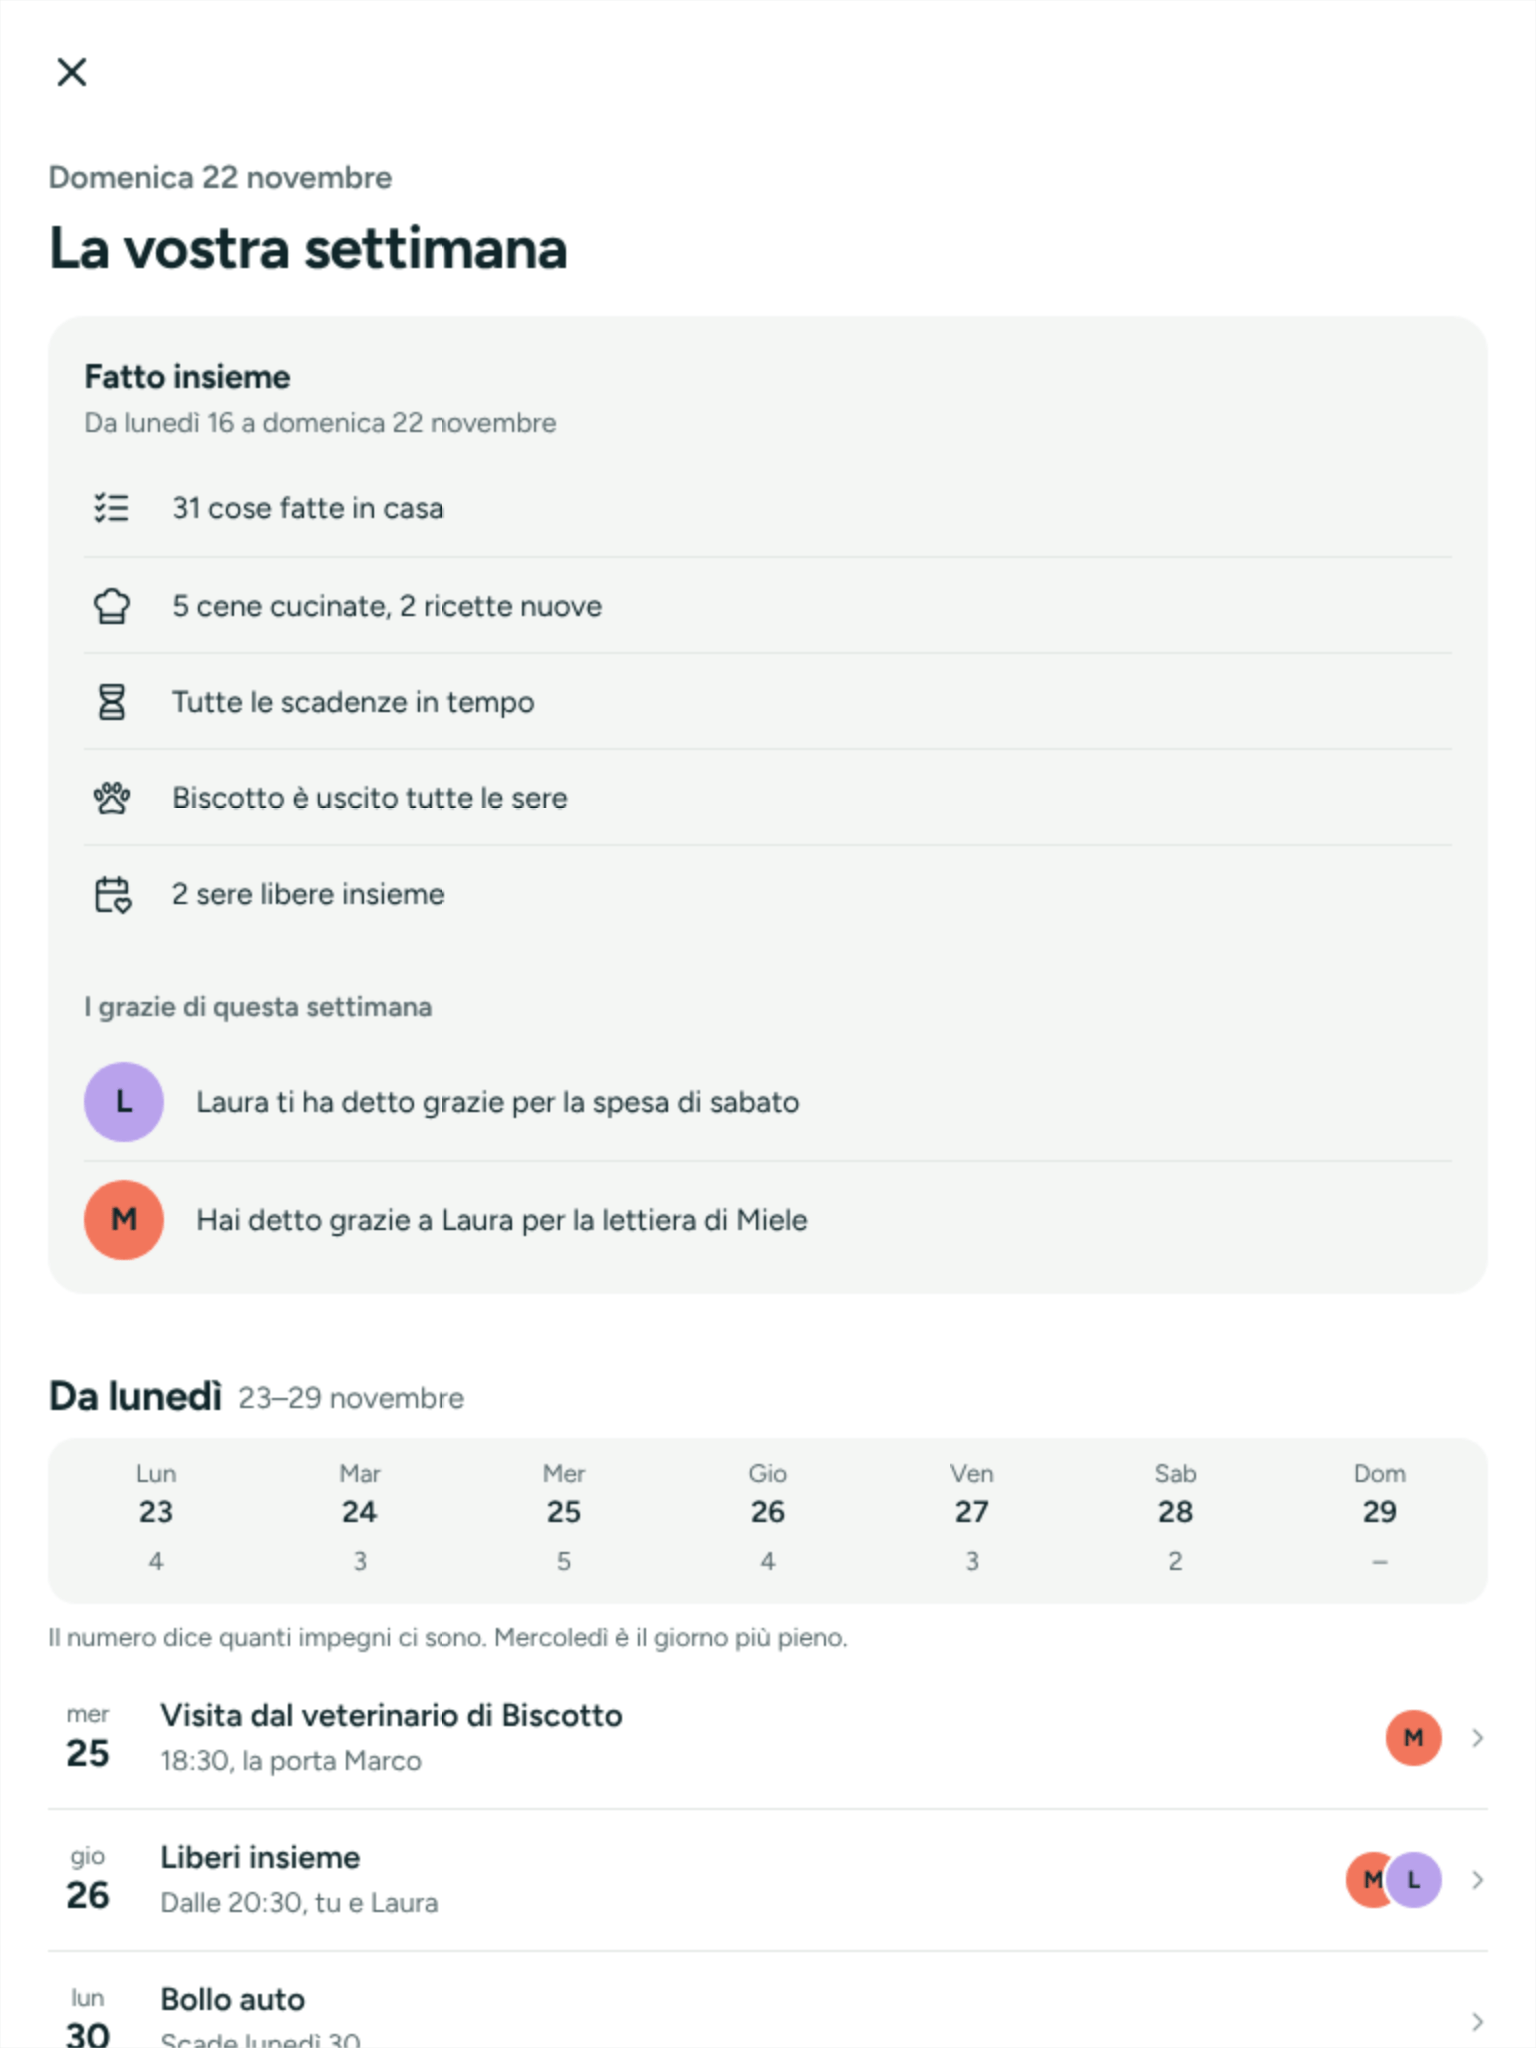 Domenica 22 novembre
La vostra settimana
Fatto insieme
Da lunedì 16 a domenica 22 novembre
31 cose fatte in casa
5 cene cucinate, 2 ricette nuove
Tutte le scadenze in tempo
Biscotto è uscito tutte le sere
2 sere libere insieme
I grazie di questa settimana
L Laura ti ha detto grazie per la spesa di sabato
M Hai detto grazie a Laura per la lettiera di Miele
Da lunedì 23–29 novembre
Lun Mar Mer Gio Ven Sab Dom
23 24 25 26 27 28 29
4 3 5 4 3 2 –
Il numero dice quanti impegni ci sono. Mercoledì è il giorno più pieno.
mer 25
Visita dal veterinario di Biscotto
18:30, la porta Marco
M
gio 26
Liberi insieme
Dalle 20:30, tu e Laura
M L
lun 30
Bollo auto
Scade lunedì 30